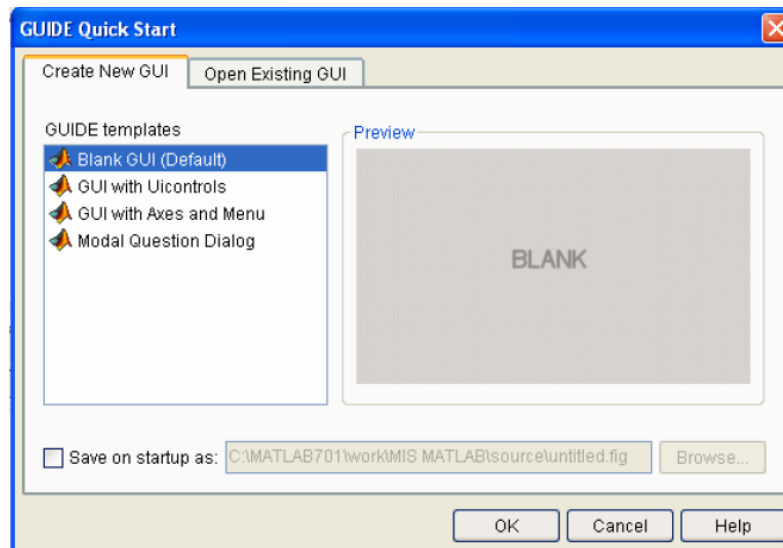 GUIDE Quick Start
Create New GUI
Open Existing GUI
GUIDE templates
Blank GUI (Default)
GUI with Uicontrols
GUI with Axes and Menu
Modal Question Dialog
Preview
BLANK
Save on startup as:
C:\MATLAB701\work\MIS MATLAB\source\untitled.fig
Browse...
OK
Cancel
Help